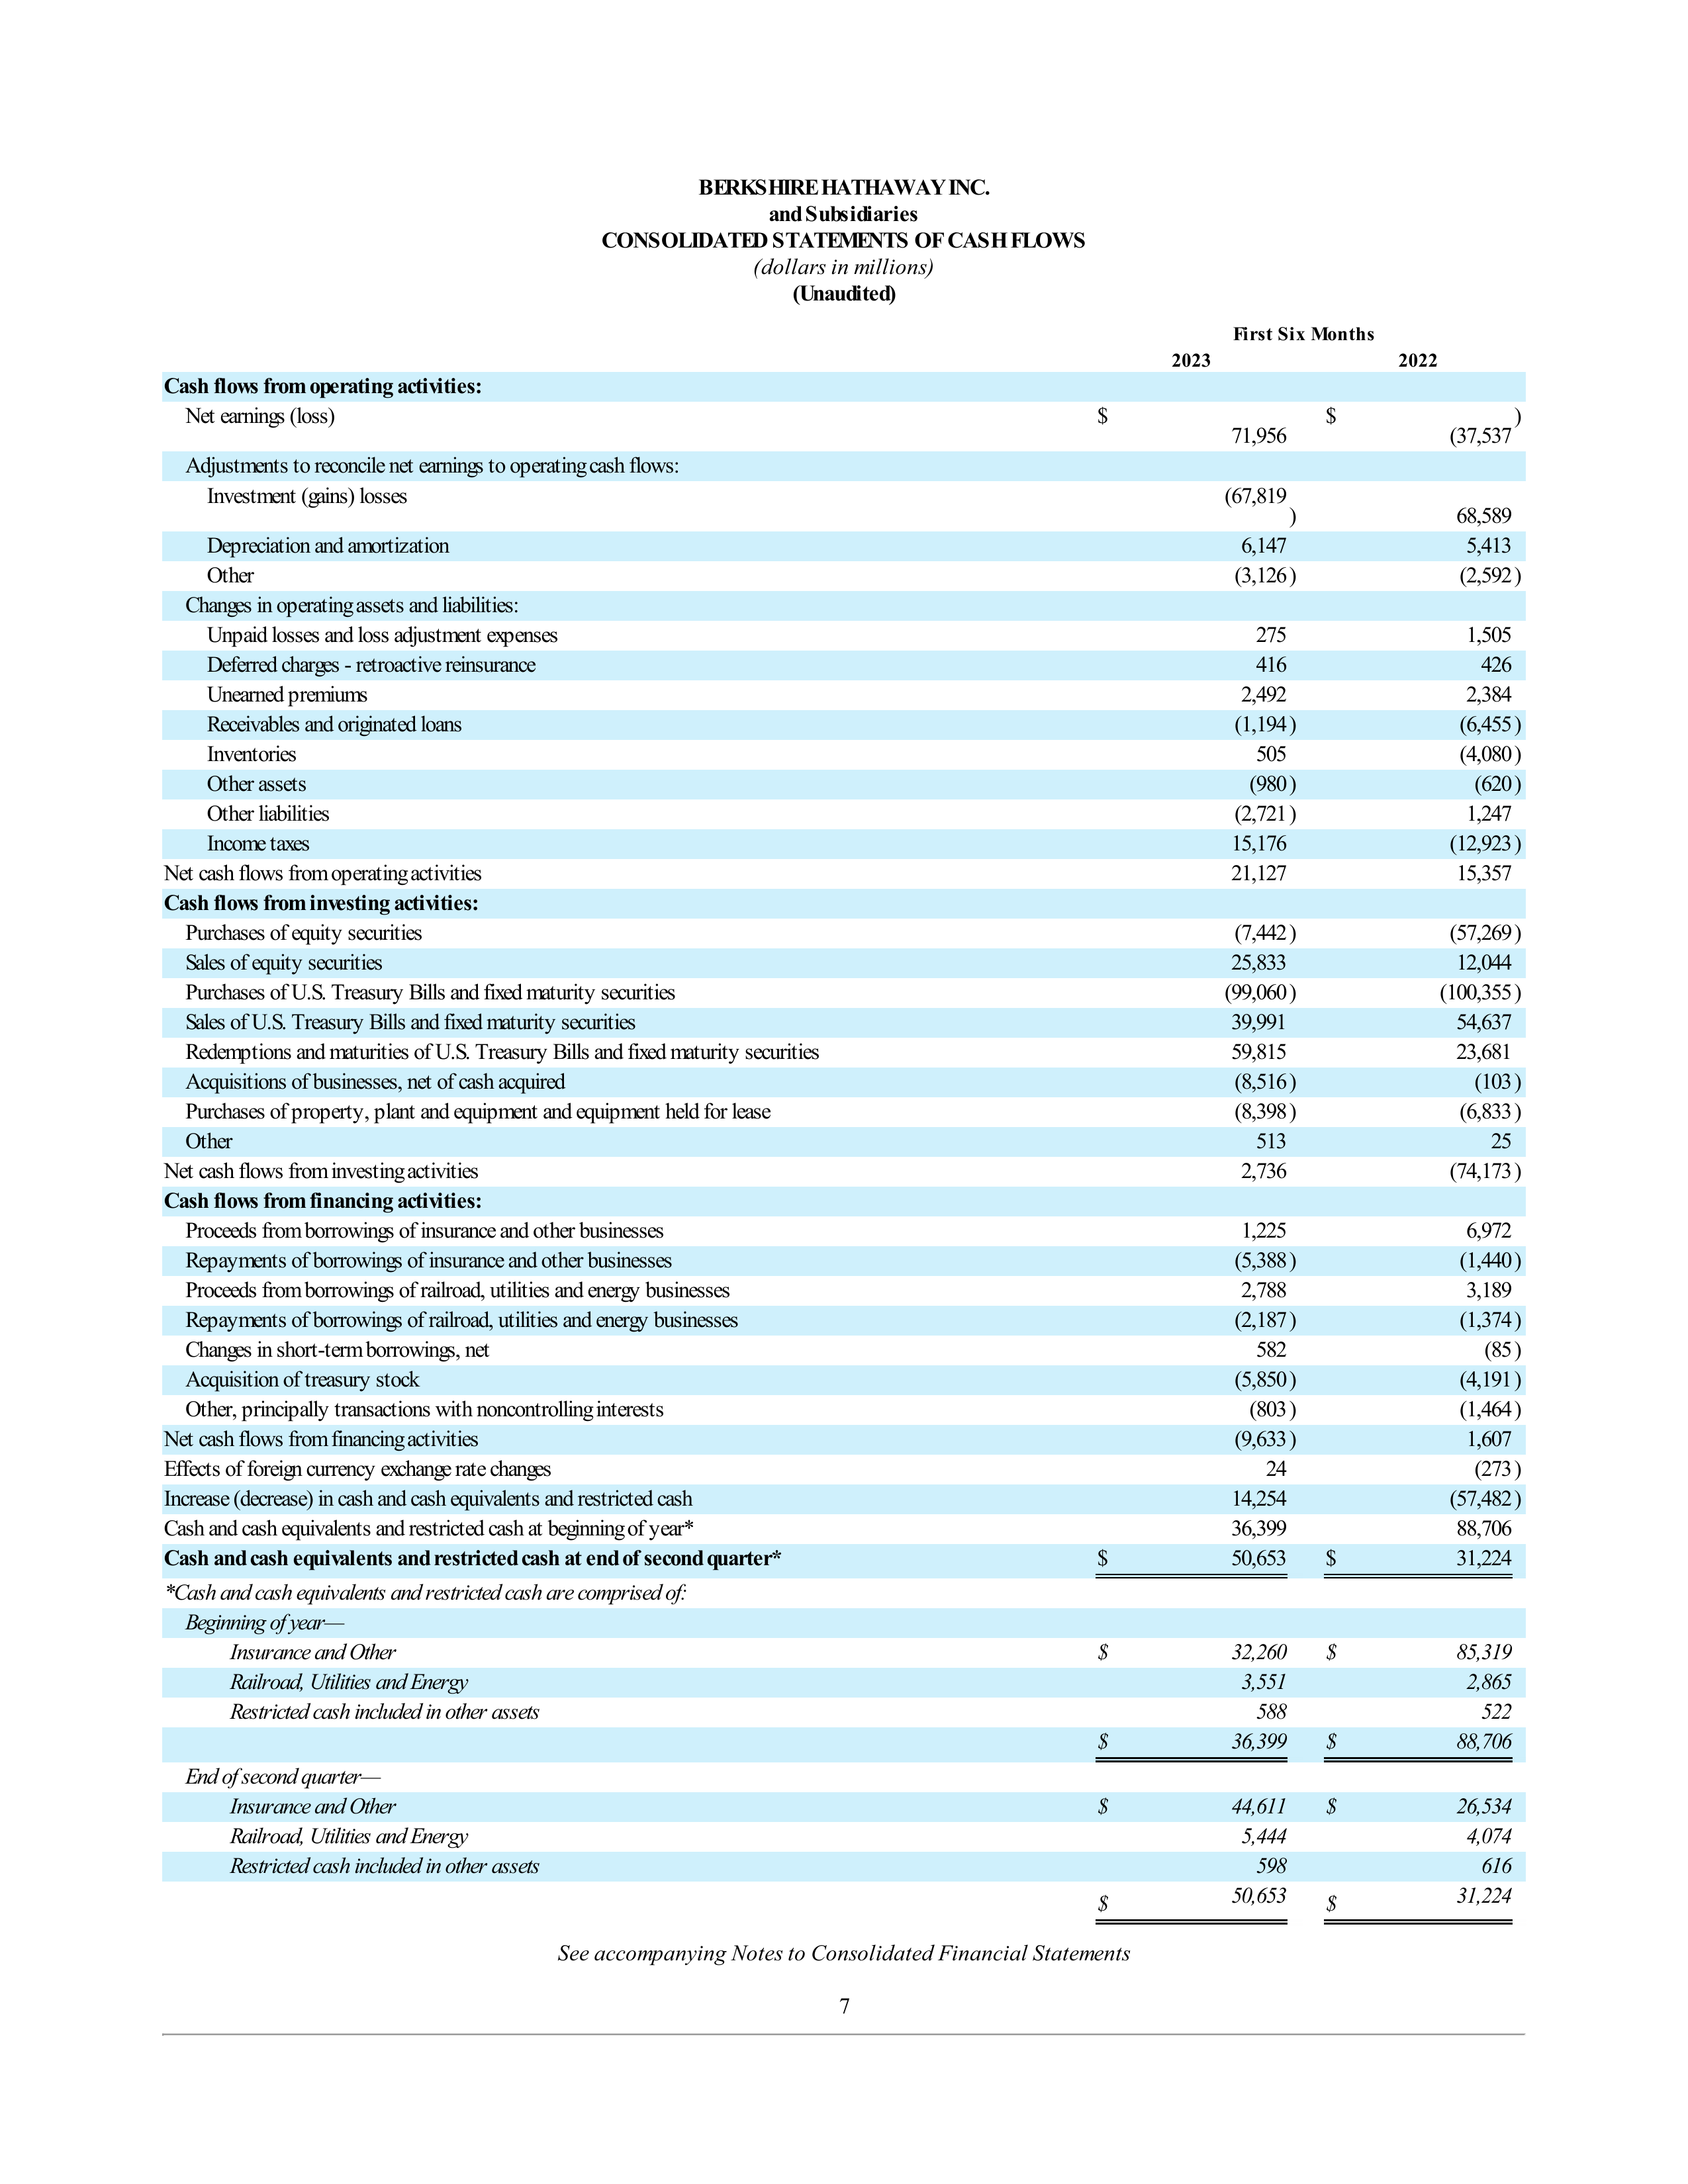 BERKSHIRE HATHAWAY INC.
and Subsidiaries
CONSOLIDATED STATEMENTS OF CASH FLOWS
(dollars in millions)
(Unaudited)
First Six Months
2023 2022
Cash flows from operating activities:
Net earnings (loss) $ 71,956 $ (37,537 )
Adjustments to reconcile net earnings to operating cash flows:
Investment (gains) losses (67,819 ) 68,589
Depreciation and amortization 6,147 5,413
Other (3,126 ) (2,592 )
Changes in operating assets and liabilities:
Unpaid losses and loss adjustment expenses 275 1,505
Deferred charges - retroactive reinsurance 416 426
Unearned premiums 2,492 2,384
Receivables and originated loans (1,194 ) (6,455 )
Inventories 505 (4,080 )
Other assets (980 ) (620 )
Other liabilities (2,721 ) 1,247
Income taxes 15,176 (12,923 )
Net cash flows from operating activities 21,127 15,357
Cash flows from investing activities:
Purchases of equity securities (7,442 ) (57,269 )
Sales of equity securities 25,833 12,044
Purchases of U.S. Treasury Bills and fixed maturity securities (99,060 ) (100,355 )
Sales of U.S. Treasury Bills and fixed maturity securities 39,991 54,637
Redemptions and maturities of U.S. Treasury Bills and fixed maturity securities 59,815 23,681
Acquisitions of businesses, net of cash acquired (8,516 ) (103 )
Purchases of property, plant and equipment and equipment held for lease (8,398 ) (6,833 )
Other 513 25
Net cash flows from investing activities 2,736 (74,173 )
Cash flows from financing activities:
Proceeds from borrowings of insurance and other businesses 1,225 6,972
Repayments of borrowings of insurance and other businesses (5,388 ) (1,440 )
Proceeds from borrowings of railroad, utilities and energy businesses 2,788 3,189
Repayments of borrowings of railroad, utilities and energy businesses (2,187 ) (1,374 )
Changes in short-term borrowings, net 582 (85 )
Acquisition of treasury stock (5,850 ) (4,191 )
Other, principally transactions with noncontrolling interests (803 ) (1,464 )
Net cash flows from financing activities (9,633 ) 1,607
Effects of foreign currency exchange rate changes 24 (273 )
Increase (decrease) in cash and cash equivalents and restricted cash 14,254 (57,482 )
Cash and cash equivalents and restricted cash at beginning of year* 36,399 88,706
Cash and cash equivalents and restricted cash at end of second quarter* $ 50,653 $ 31,224
*Cash and cash equivalents and restricted cash are comprised of:
Beginning of year—
Insurance and Other $ 32,260 $ 85,319
Railroad, Utilities and Energy 3,551 2,865
Restricted cash included in other assets 588 522
$ 36,399 $ 88,706
End of second quarter—
Insurance and Other $ 44,611 $ 26,534
Railroad, Utilities and Energy 5,444 4,074
Restricted cash included in other assets 598 616
$ 50,653 $ 31,224
See accompanying Notes to Consolidated Financial Statements
7